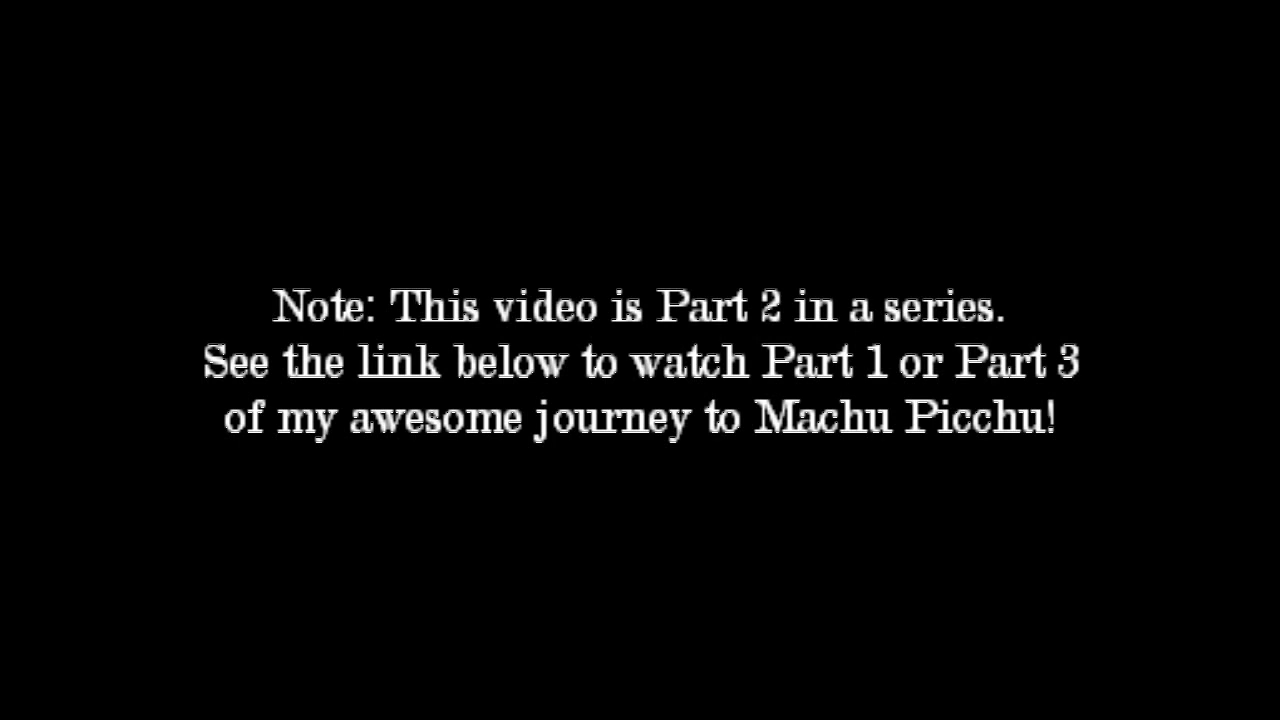 Note: This video is Part 2 in a series.
See the link below to watch Part 1 or Part 3
of my awesome journey to Machu Picchu!